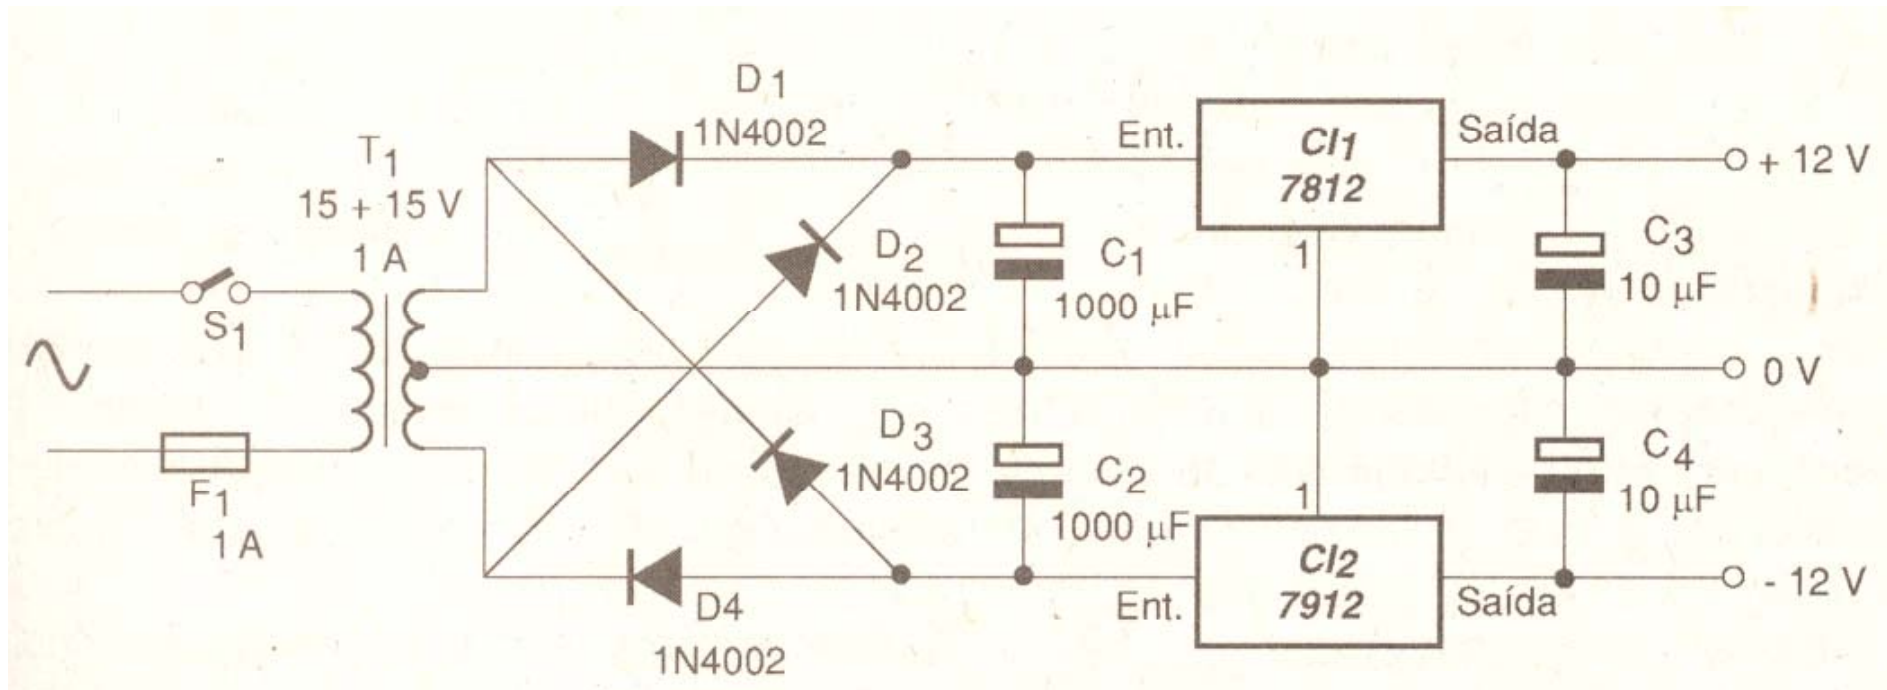 D1
1N4002
T1
15 + 15 V
1 A
S1
F1
1 A
D2
1N4002
D3
1N4002
D4
1N4002
C1
1000 µF
C2
1000 µF
Ent.
CI1
7812
Saída
1
1
Ent.
CI2
7912
Saída
C3
10 µF
C4
10 µF
+ 12 V
0 V
- 12 V